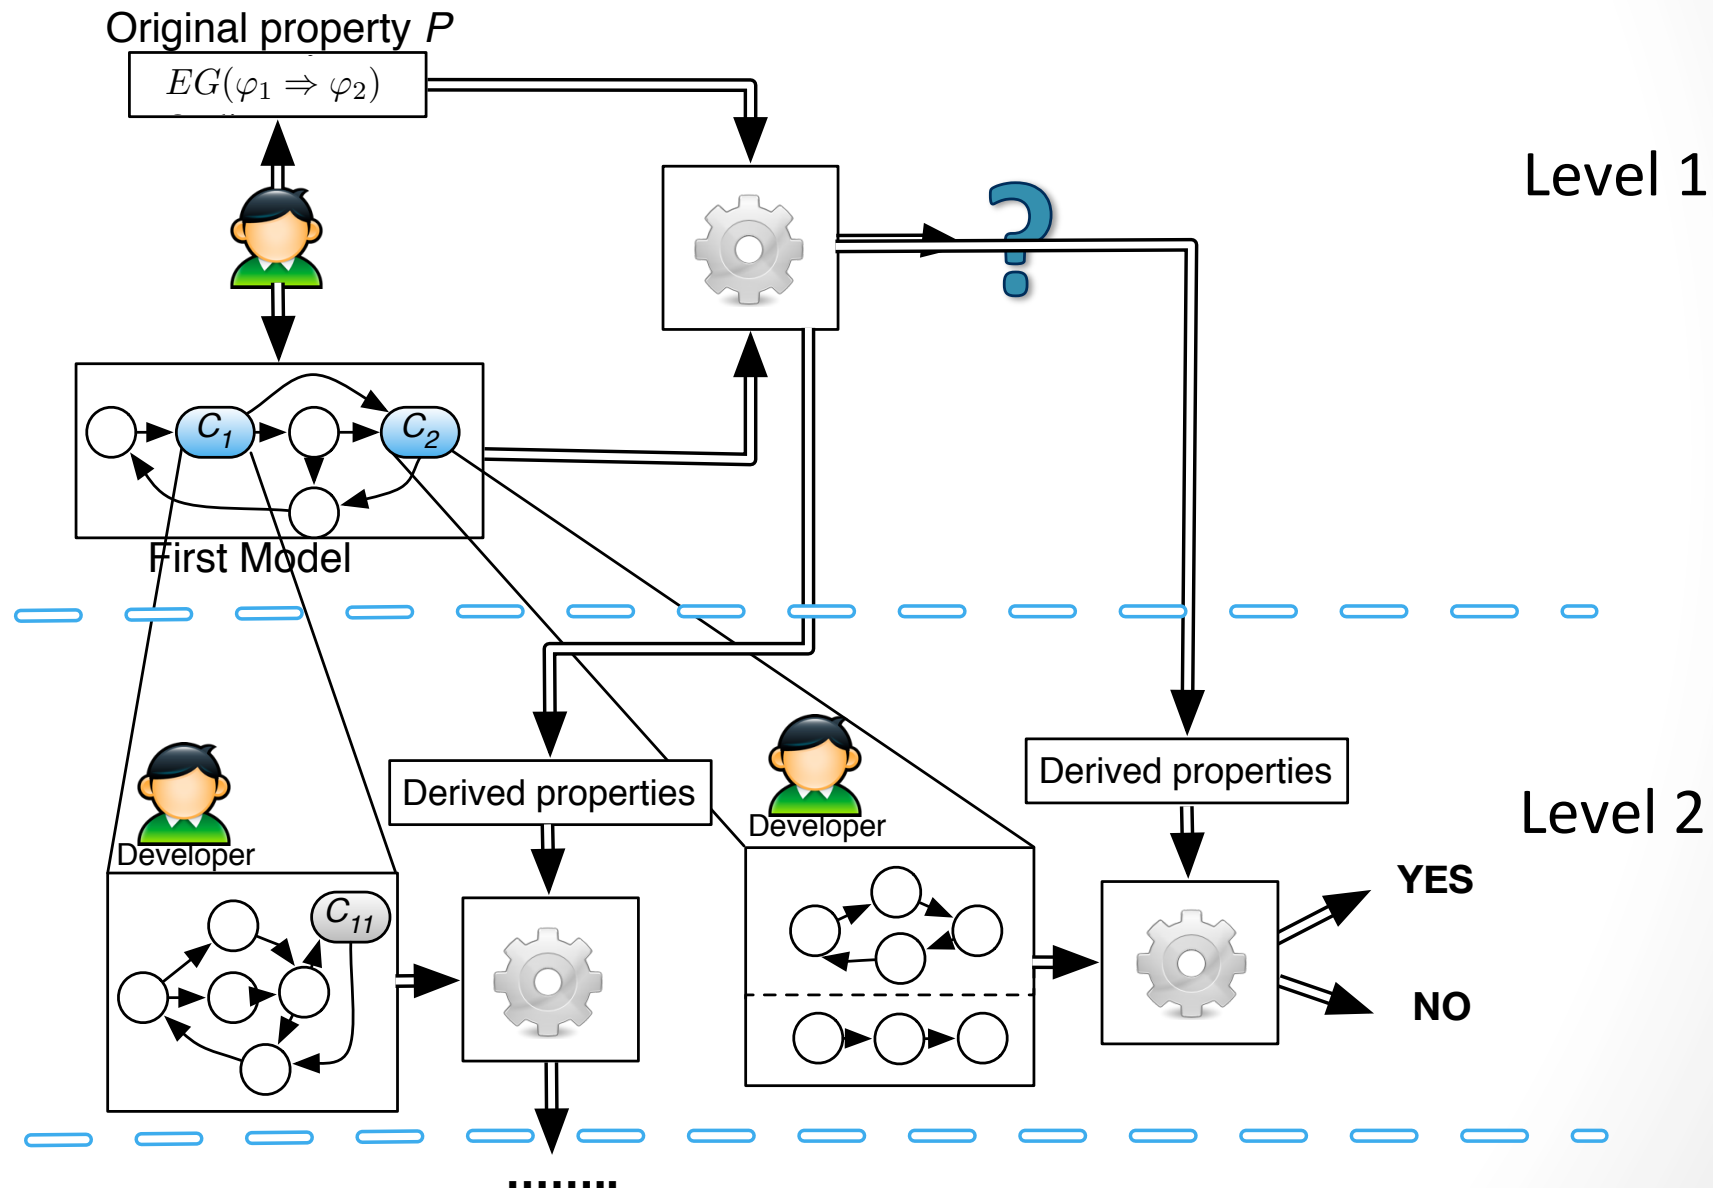 Original property P
EG(φ₁ ⇒ φ₂)
Level 1
?
C₁
C₂
First Model
Derived properties
Level 2
Developer
Derived properties
Developer
YES
C₁₁
NO
........